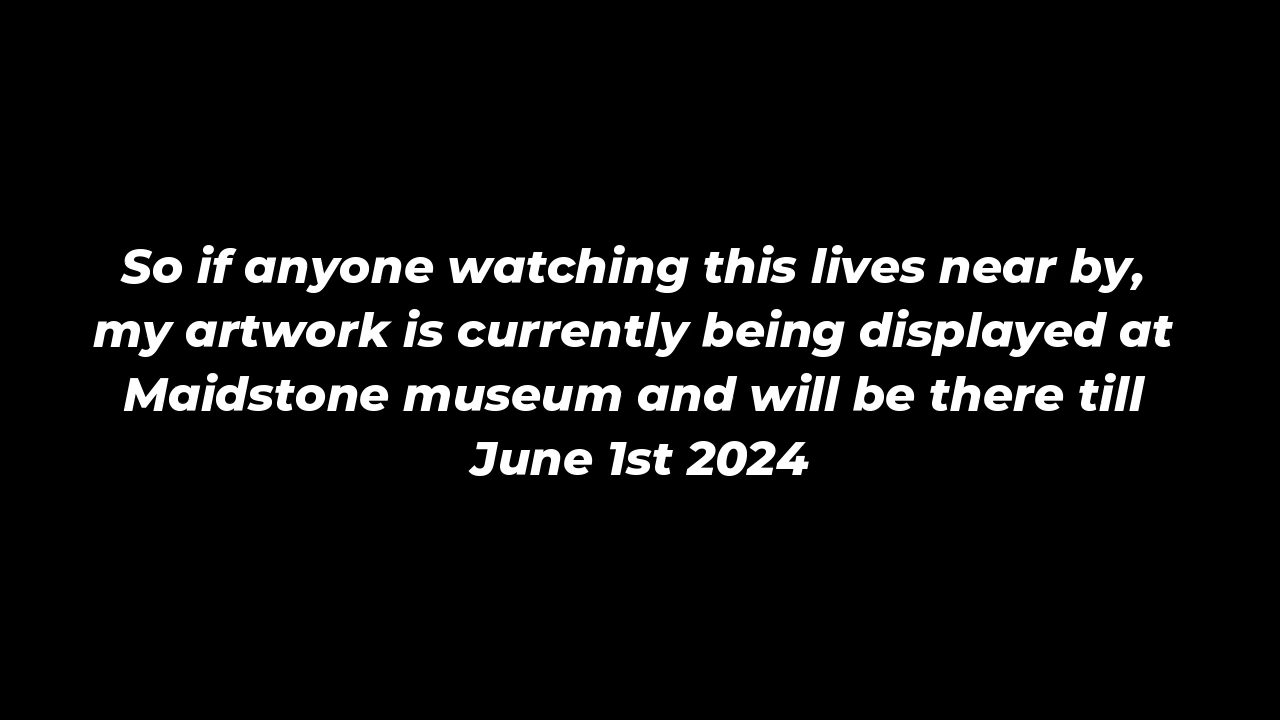 So if anyone watching this lives near by,
my artwork is currently being displayed at
Maidstone museum and will be there till
June 1st 2024